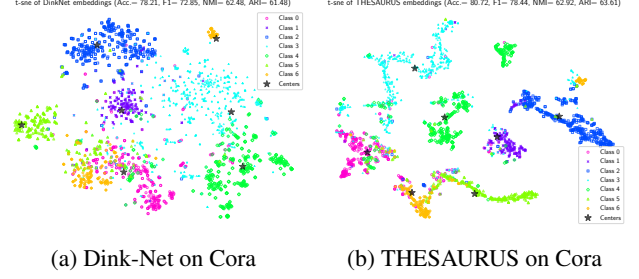 t-sne of DinkNet embeddings (Acc.= 78.21, F1= 72.85, NMI= 62.48, ARI= 61.48)
Class 0
Class 1
Class 2
Class 3
Class 4
Class 5
Class 6
Centers
(a) Dink-Net on Cora
t-sne of THESAURUS embeddings (Acc.= 80.72, F1= 78.44, NMI= 62.92, ARI= 63.61)
Class 0
Class 1
Class 2
Class 3
Class 4
Class 5
Class 6
Centers
(b) THESAURUS on Cora